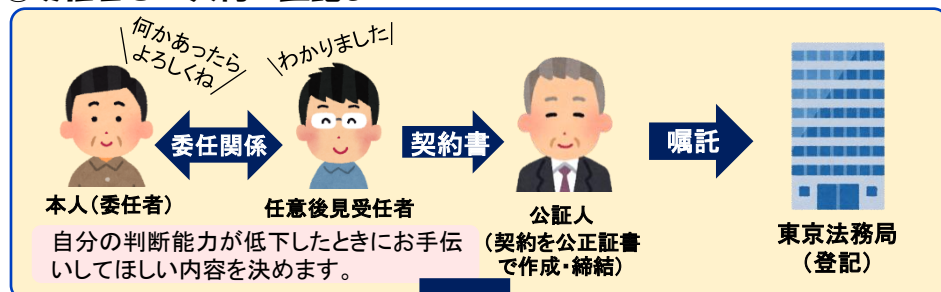 何かあったら
よろしくね
わかりました
委任関係
契約書
嘱託
本人(委任者)
任意後見受任者
公証人
(契約を公正証書
で作成・締結)
東京法務局
(登記)
自分の判断能力が低下したときにお手伝
いしてほしい内容を決めます。